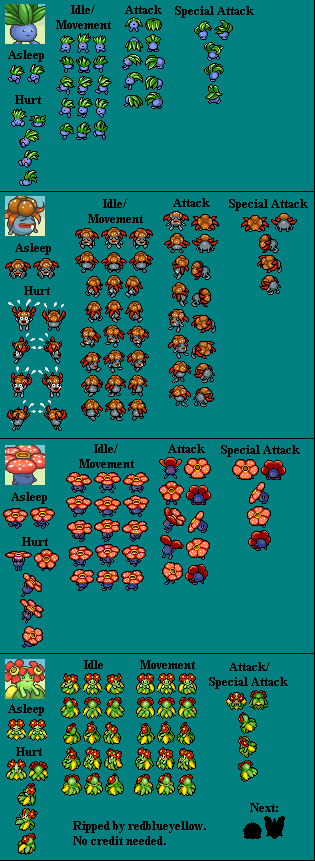 Idle/
Movement
Attack
Special Attack
Asleep
Hurt
Idle/
Movement
Attack
Special Attack
Asleep
Hurt
Idle/
Movement
Attack
Special Attack
Asleep
Hurt
Idle
Movement
Attack/
Special Attack
Asleep
Hurt
Next:
Ripped by redblueyellow.
No credit needed.